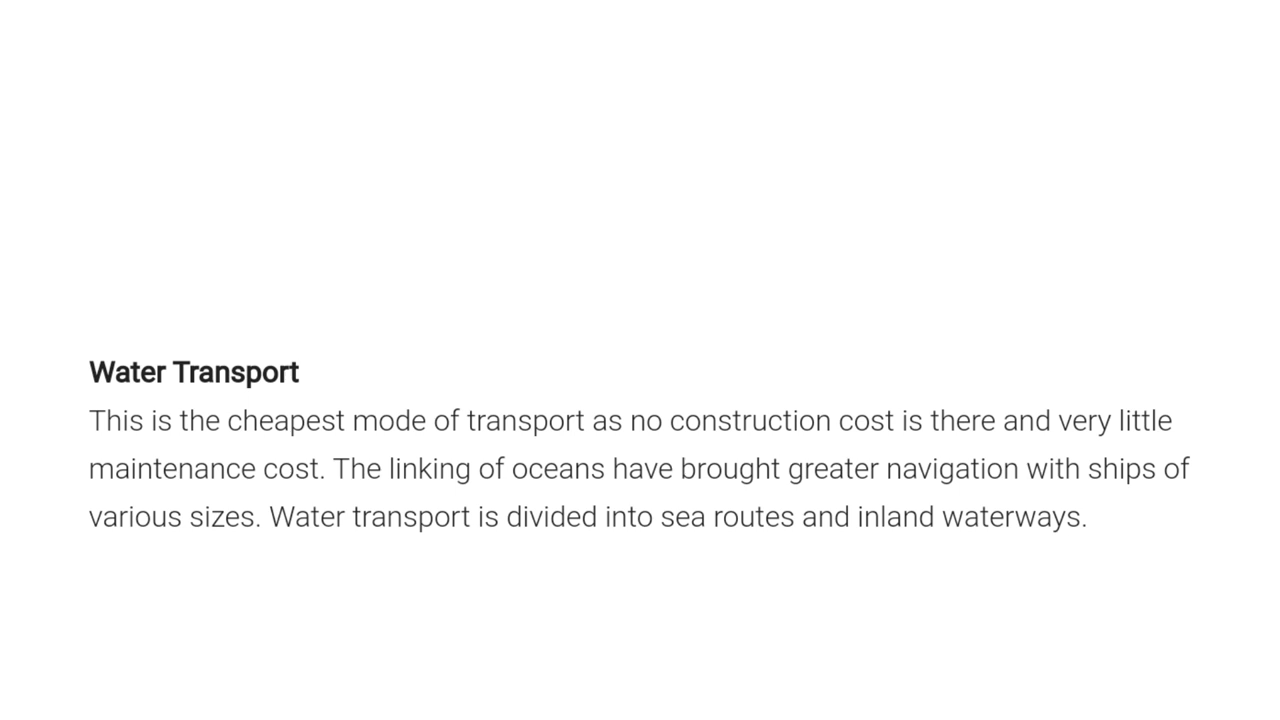 Water Transport
This is the cheapest mode of transport as no construction cost is there and very little
maintenance cost. The linking of oceans have brought greater navigation with ships of
various sizes. Water transport is divided into sea routes and inland waterways.